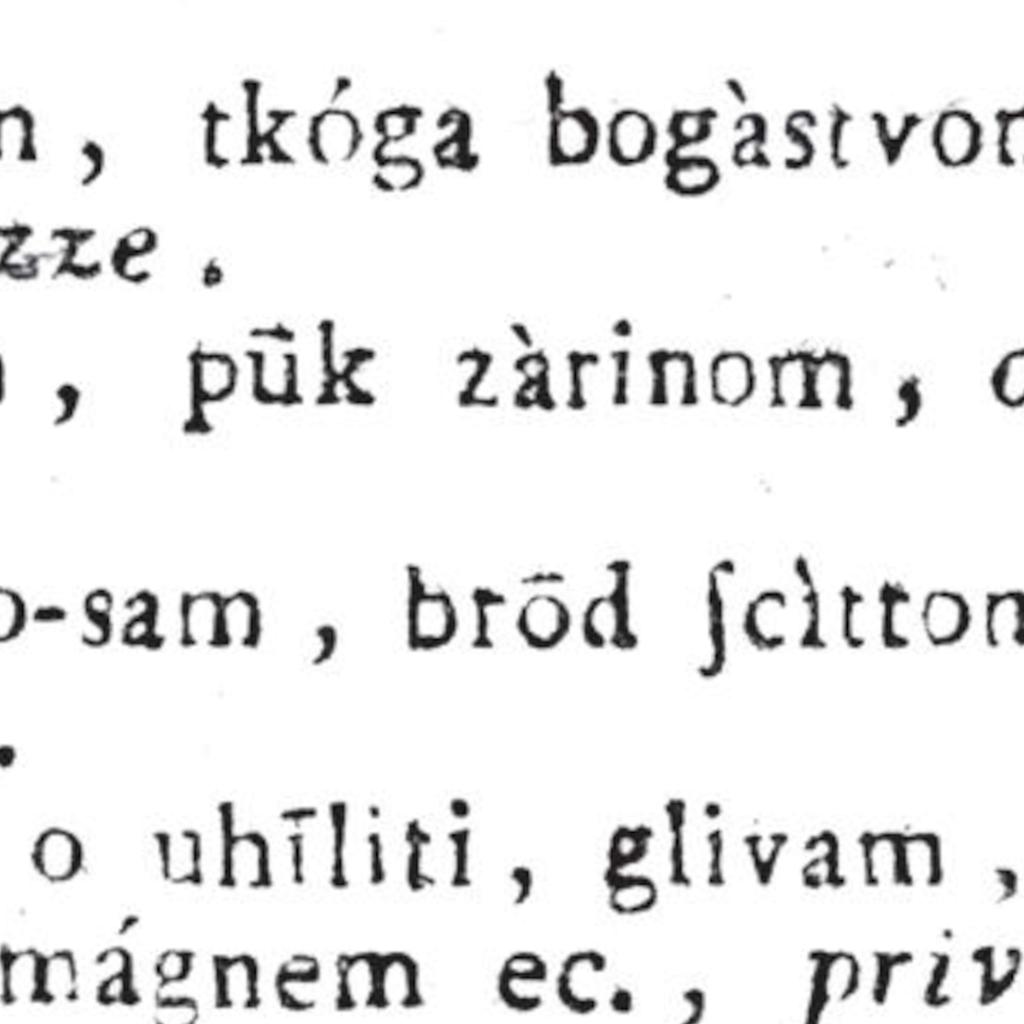 n, tkóga bogàstvon
zze.
, pūk zàrinom,
o-sam, brōd ſcìtton
.
o uhīliti, glivam,
mágnem ec., priv